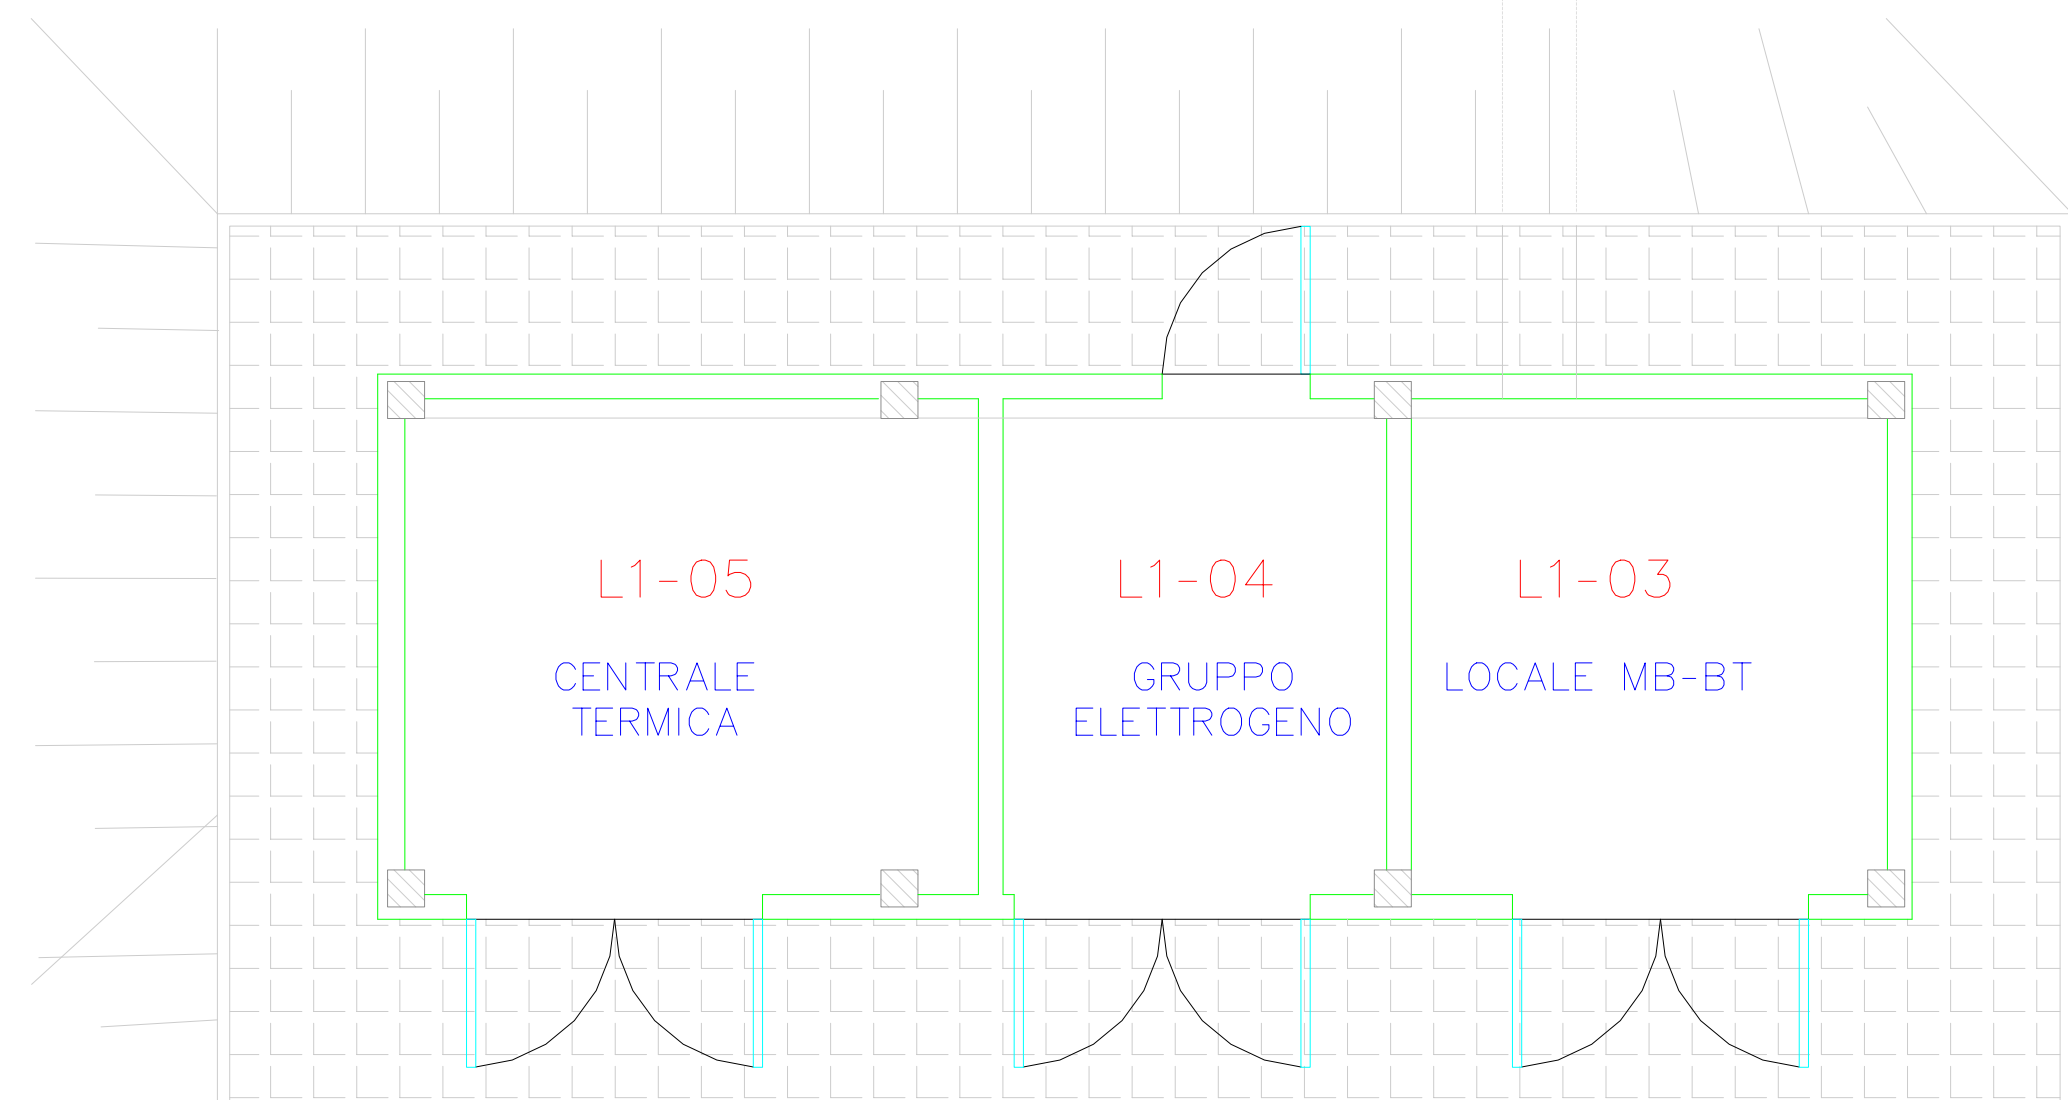 L1-05
CENTRALE
TERMICA
L1-04
GRUPPO
ELETTROGENO
L1-03
LOCALE MB-BT